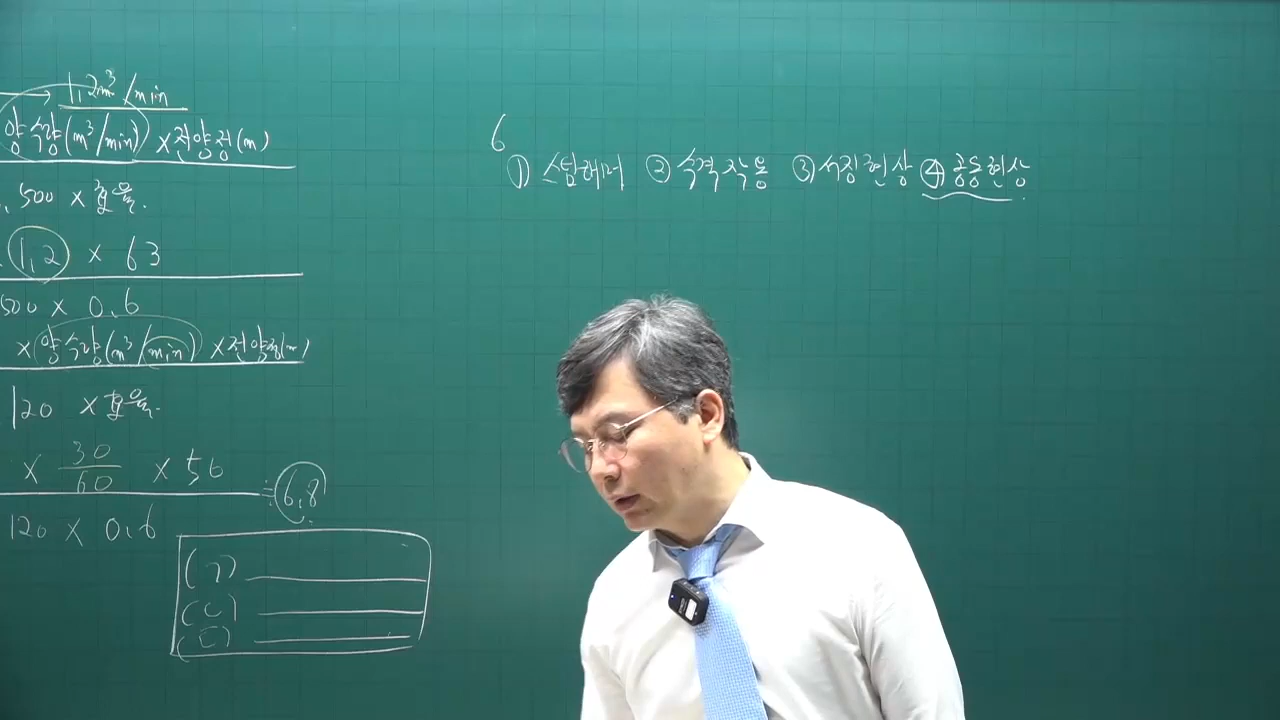 1,2m³/min
양수량(m³/min) ×전양정(m)
,500 × 효율.
1,2 × 63
500 × 0.6
×양수량(m³/min) ×전양정(m)
120 ×효율.
× 30/60 × 56
6,8
120 × 0.6
(ㄱ)
(ㄴ)
(ㄷ)
6
① 스팀해머 ② 수격작용 ③ 서징현상 ④ 공동현상